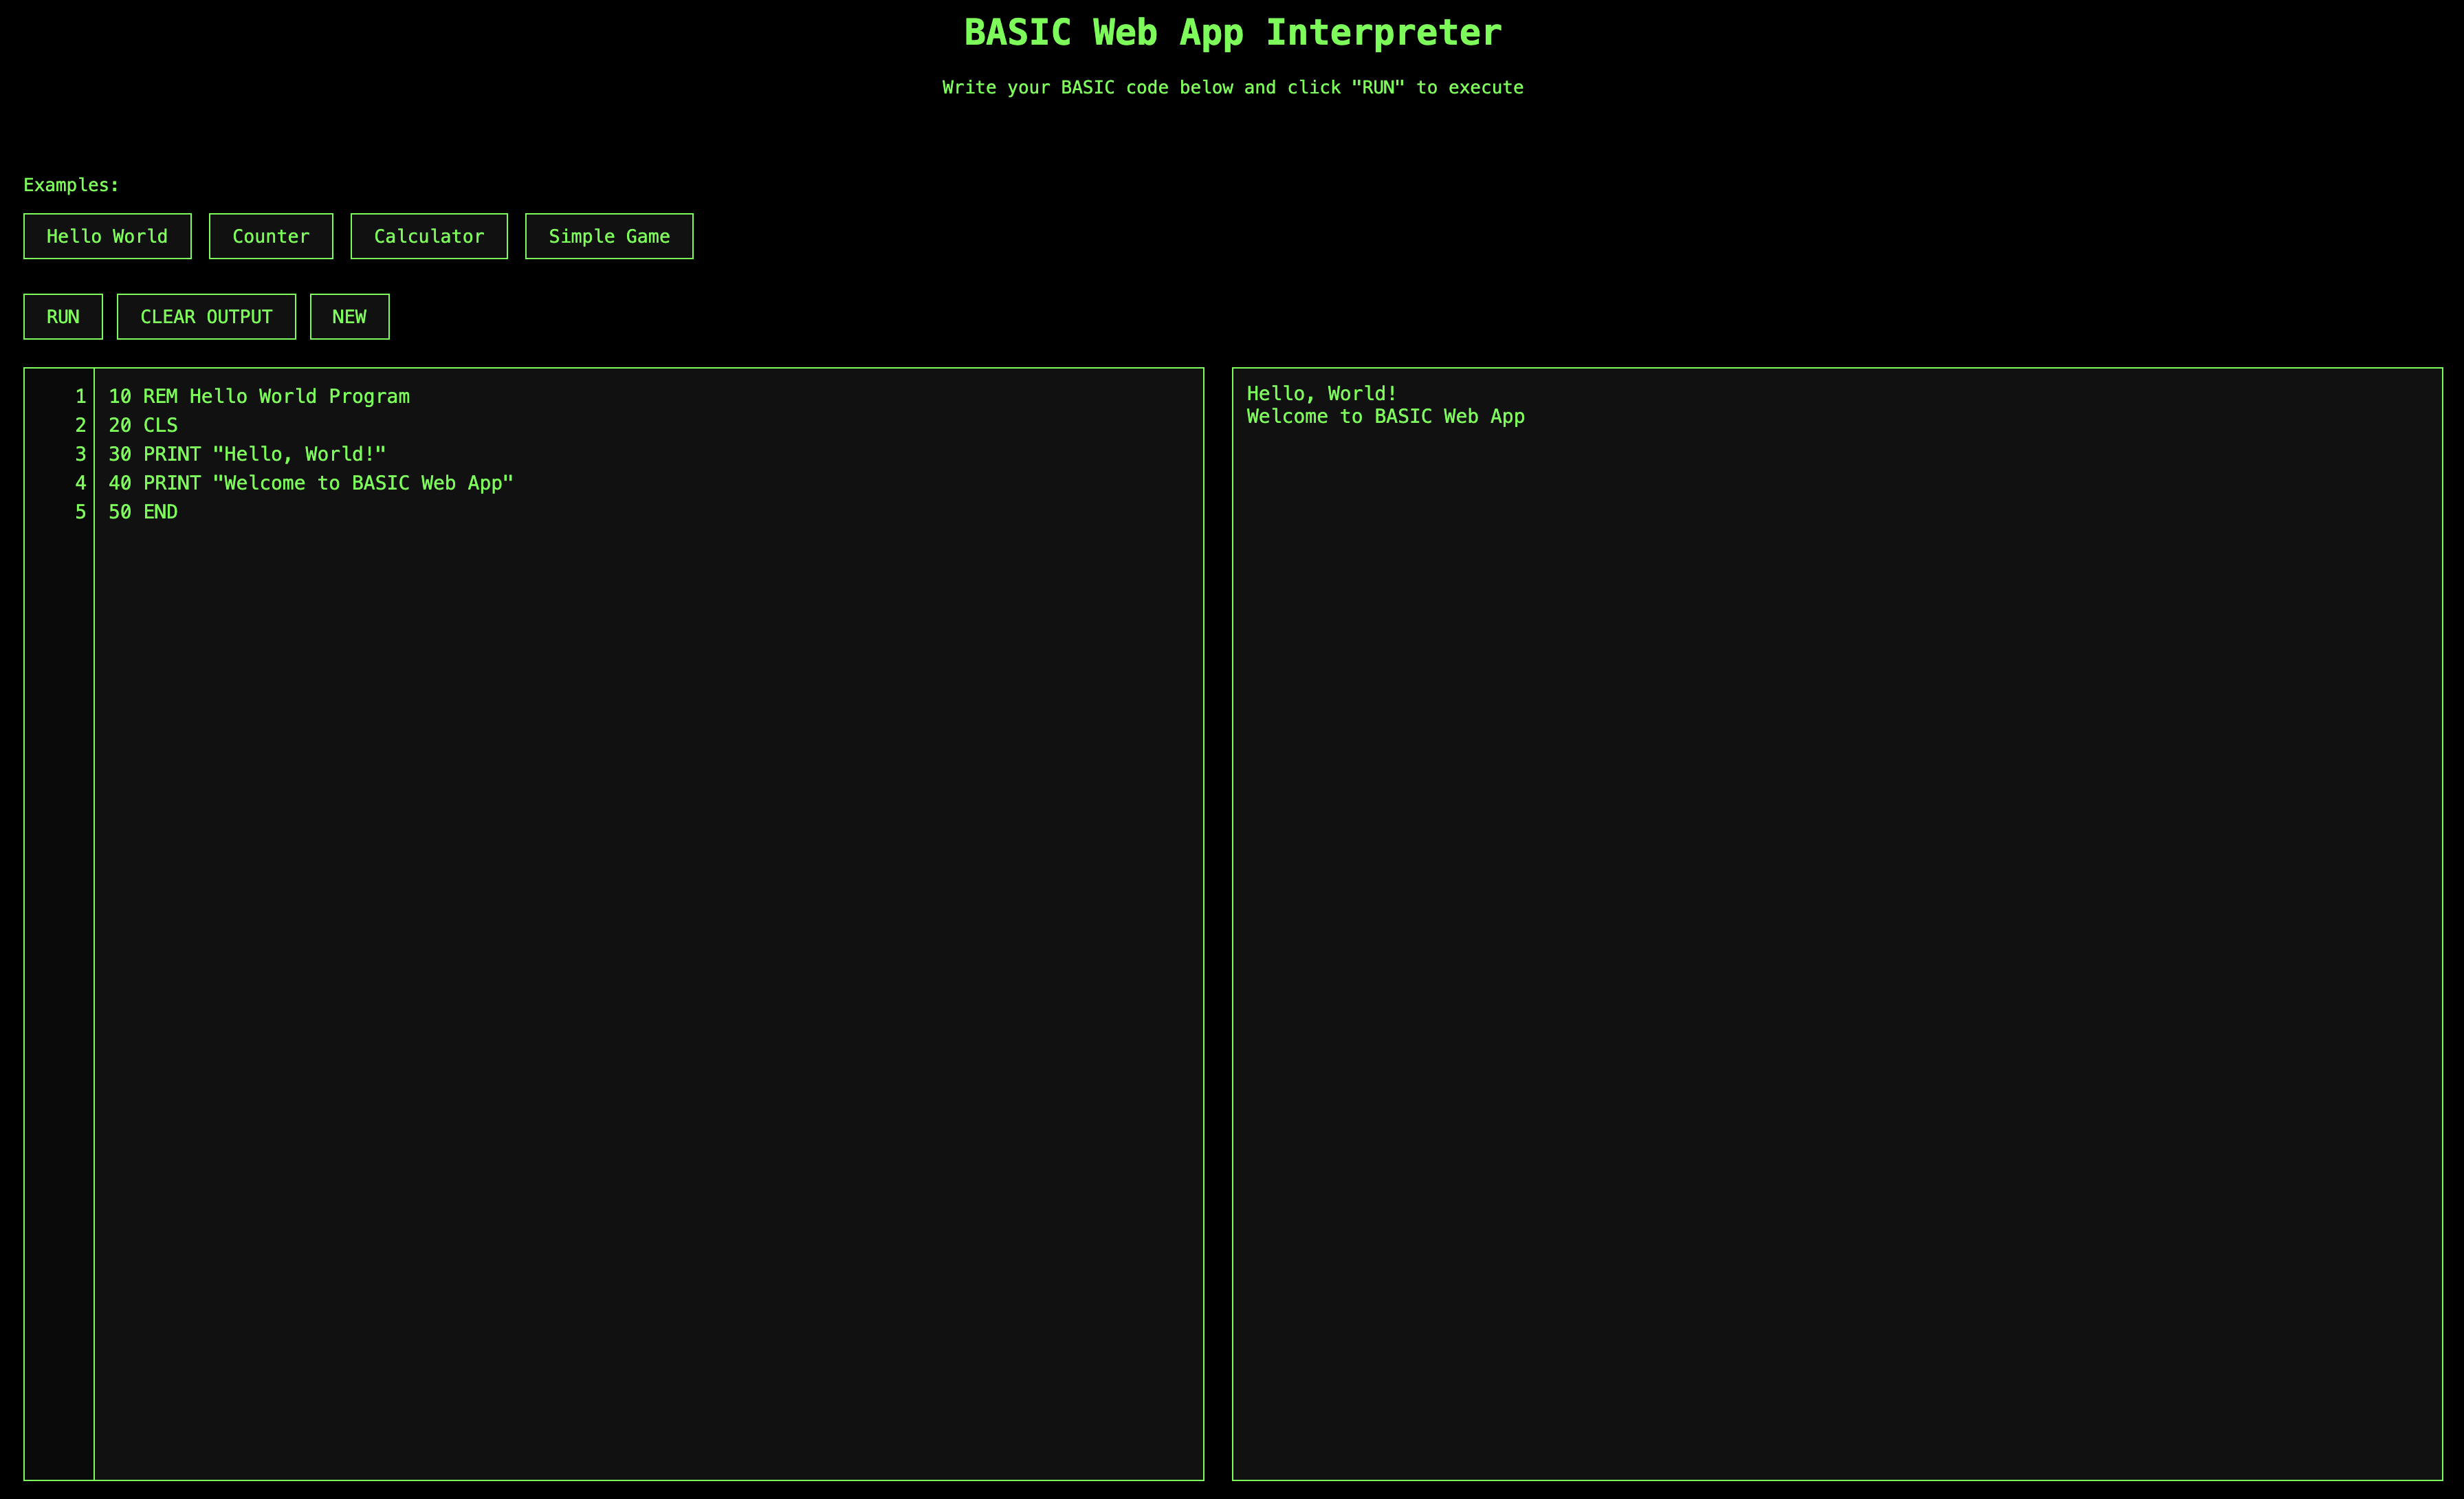 BASIC Web App Interpreter
Write your BASIC code below and click "RUN" to execute
Examples:
Hello World Counter Calculator Simple Game
RUN CLEAR OUTPUT NEW
1 10 REM Hello World Program
2 20 CLS
3 30 PRINT "Hello, World!"
4 40 PRINT "Welcome to BASIC Web App"
5 50 END
Hello, World!
Welcome to BASIC Web App